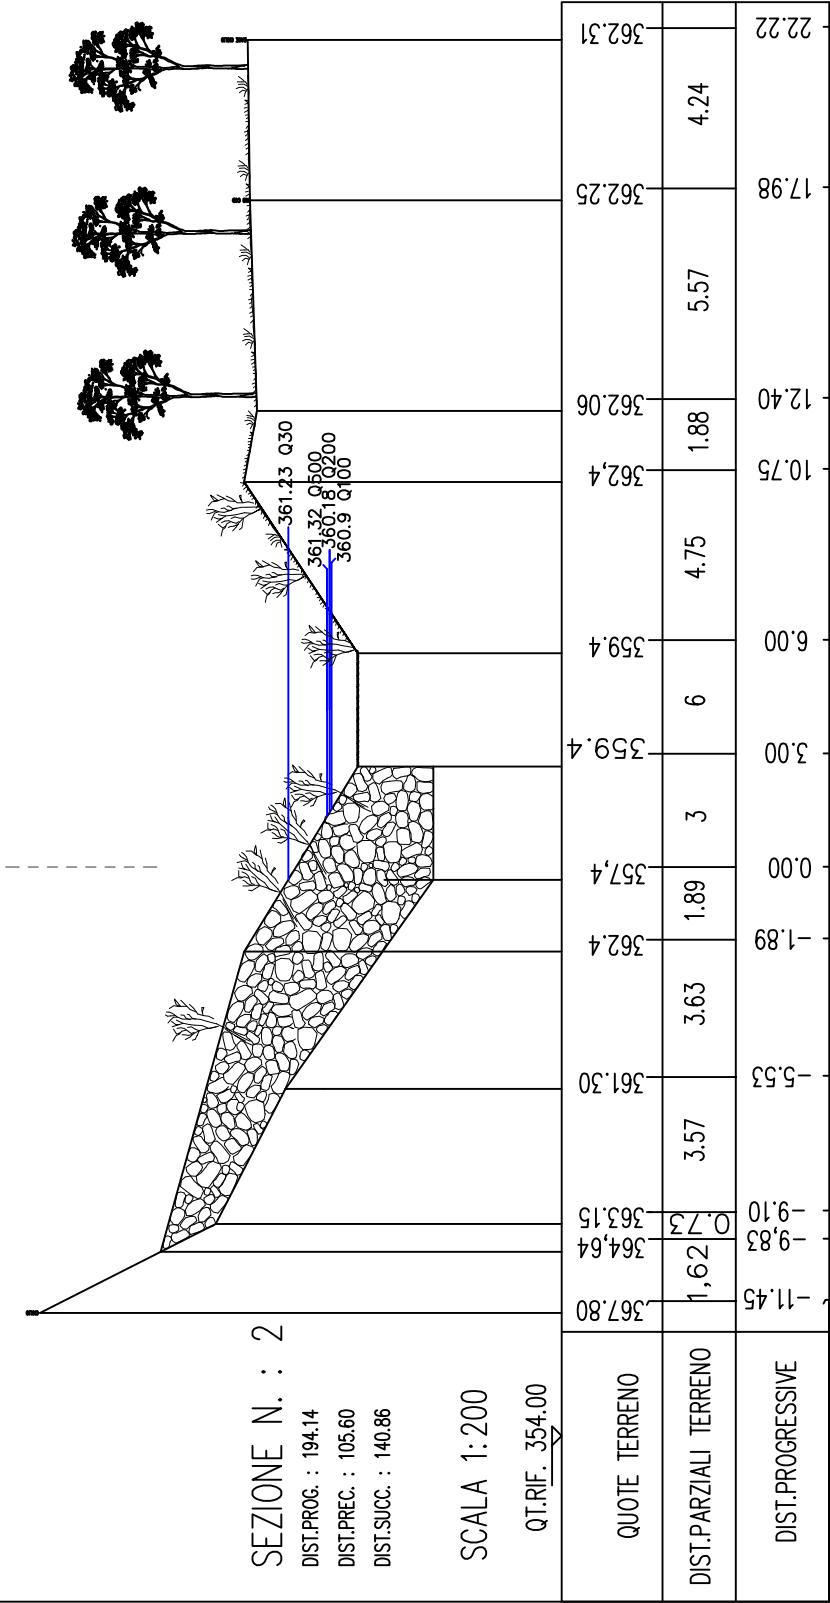 SEZIONE N. : 2
DIST.PROG. : 194.14
DIST.PREC. : 105.60
DIST.SUCC. : 140.86
SCALA 1:200
QT.RIF. 354.00
361.23 Q30
361.32 Q500
360.18 Q200
360.9 Q100
QUOTE TERRENO
367.80
364,64
363.15
361.30
362.4
357,4
359.4
359.4
362,4
362.06
362.25
362.31
DIST.PARZIALI TERRENO
1,62
0.73
3.57
3.63
1.89
3
6
4.75
1.88
5.57
4.24
DIST.PROGRESSIVE
-11.45
-9,83
-9.10
-5.53
-1.89
0.00
3.00
6.00
10.75
12.40
17.98
22.22